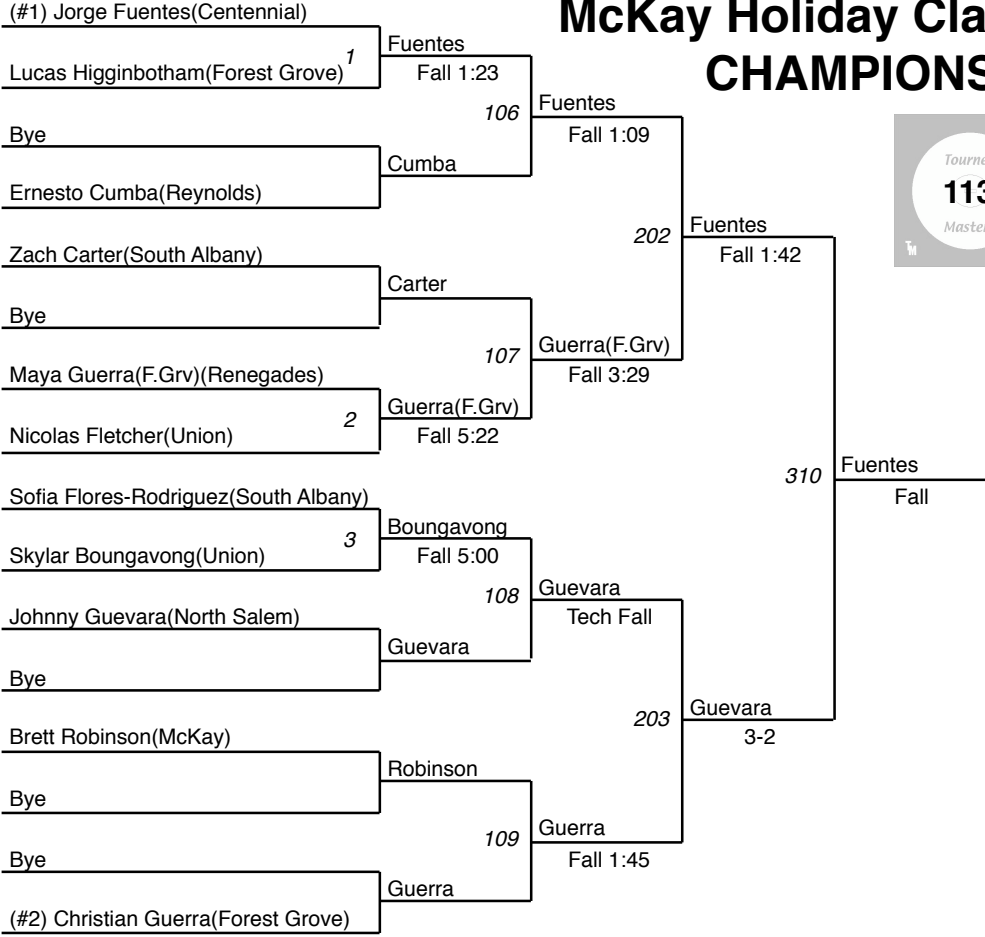 (#1) Jorge Fuentes(Centennial)
Lucas Higginbotham(Forest Grove)
Bye
Ernesto Cumba(Reynolds)
Zach Carter(South Albany)
Bye
Maya Guerra(F.Grv)(Renegades)
Nicolas Fletcher(Union)
Sofia Flores-Rodriguez(South Albany)
Skylar Boungavong(Union)
Johnny Guevara(North Salem)
Bye
Brett Robinson(McKay)
Bye
Bye
(#2) Christian Guerra(Forest Grove)
1
2
3
Fuentes
Fall 1:23
Cumba
Carter
Guerra(F.Grv)
Fall 5:22
Boungavong
Fall 5:00
Guevara
Robinson
Guerra
106
107
108
109
Fuentes
Fall 1:09
Guerra(F.Grv)
Fall 3:29
Guevara
Tech Fall
Guerra
Fall 1:45
202
203
Fuentes
Fall 1:42
Guevara
3-2
310
Fuentes
Fall
McKay Holiday Cla
CHAMPIONS
Tourne
113
Master
TM